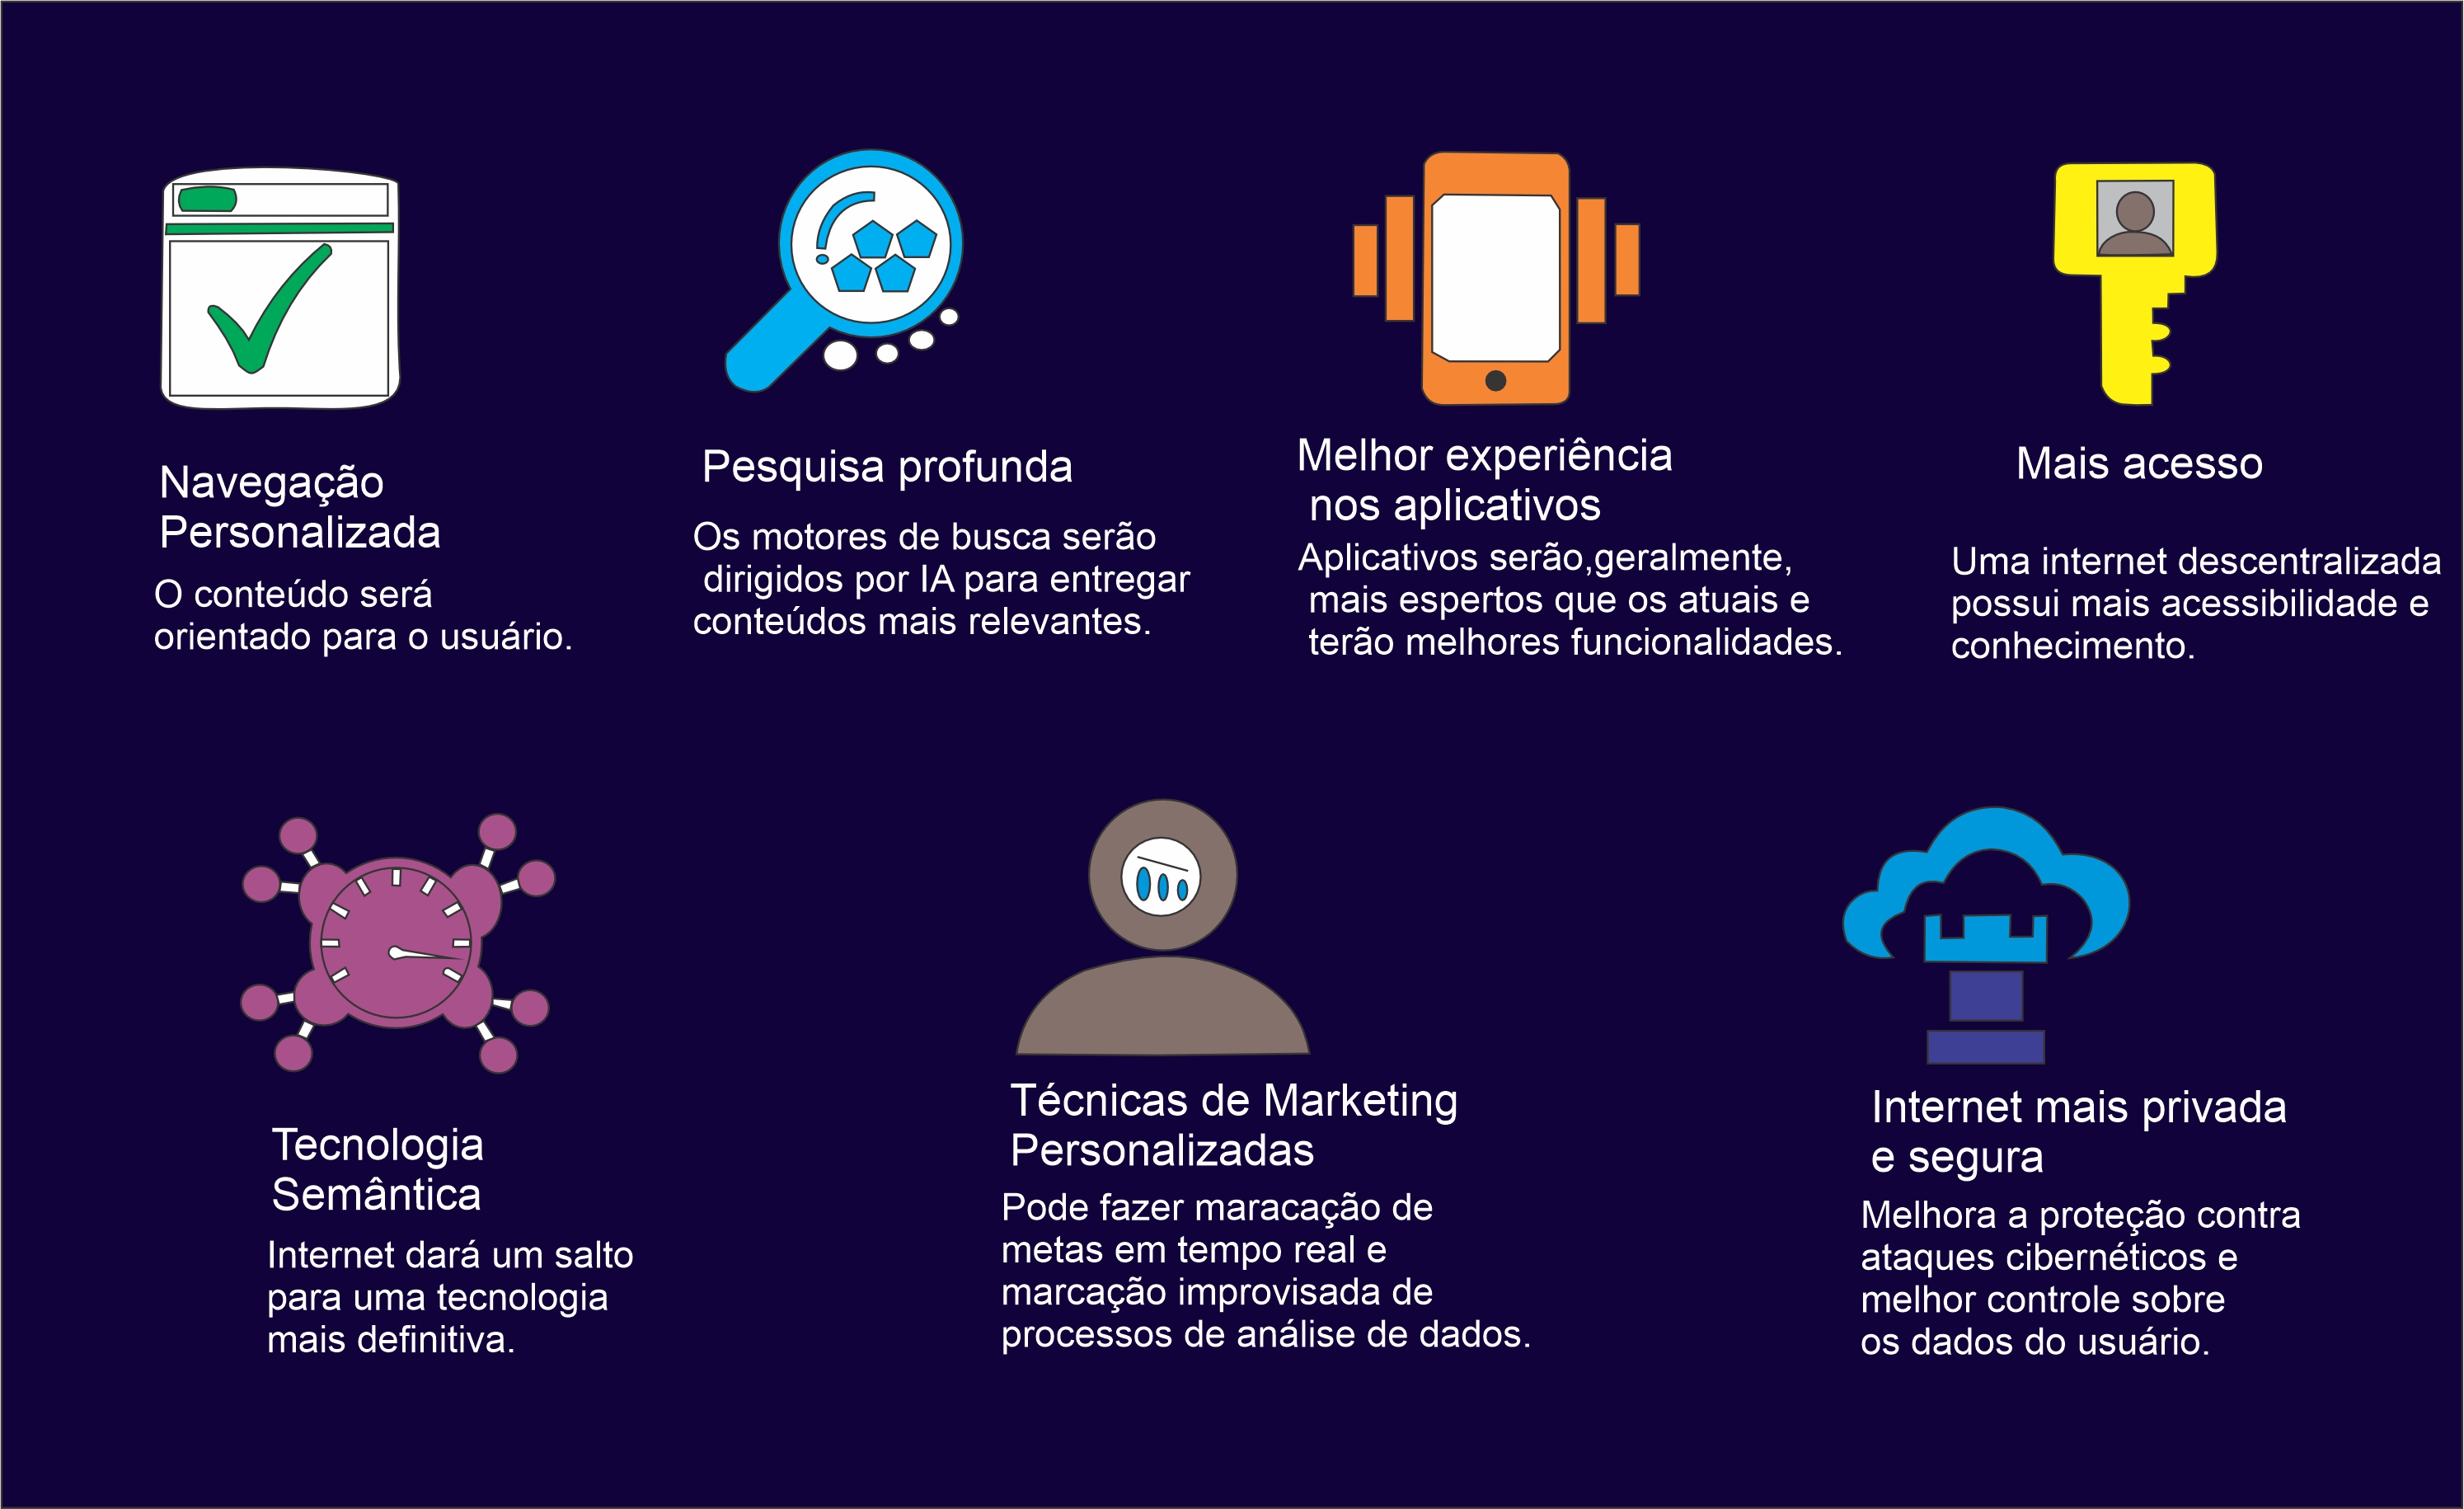 Navegação
Personalizada
O conteúdo será
orientado para o usuário.
Pesquisa profunda
Os motores de busca serão
dirigidos por IA para entregar
conteúdos mais relevantes.
Melhor experiência
nos aplicativos
Aplicativos serão,geralmente,
mais espertos que os atuais e
terão melhores funcionalidades.
Mais acesso
Uma internet descentralizada
possui mais acessibilidade e
conhecimento.
Tecnologia
Semântica
Internet dará um salto
para uma tecnologia
mais definitiva.
Técnicas de Marketing
Personalizadas
Pode fazer maracação de
metas em tempo real e
marcação improvisada de
processos de análise de dados.
Internet mais privada
e segura
Melhora a proteção contra
ataques cibernéticos e
melhor controle sobre
os dados do usuário.